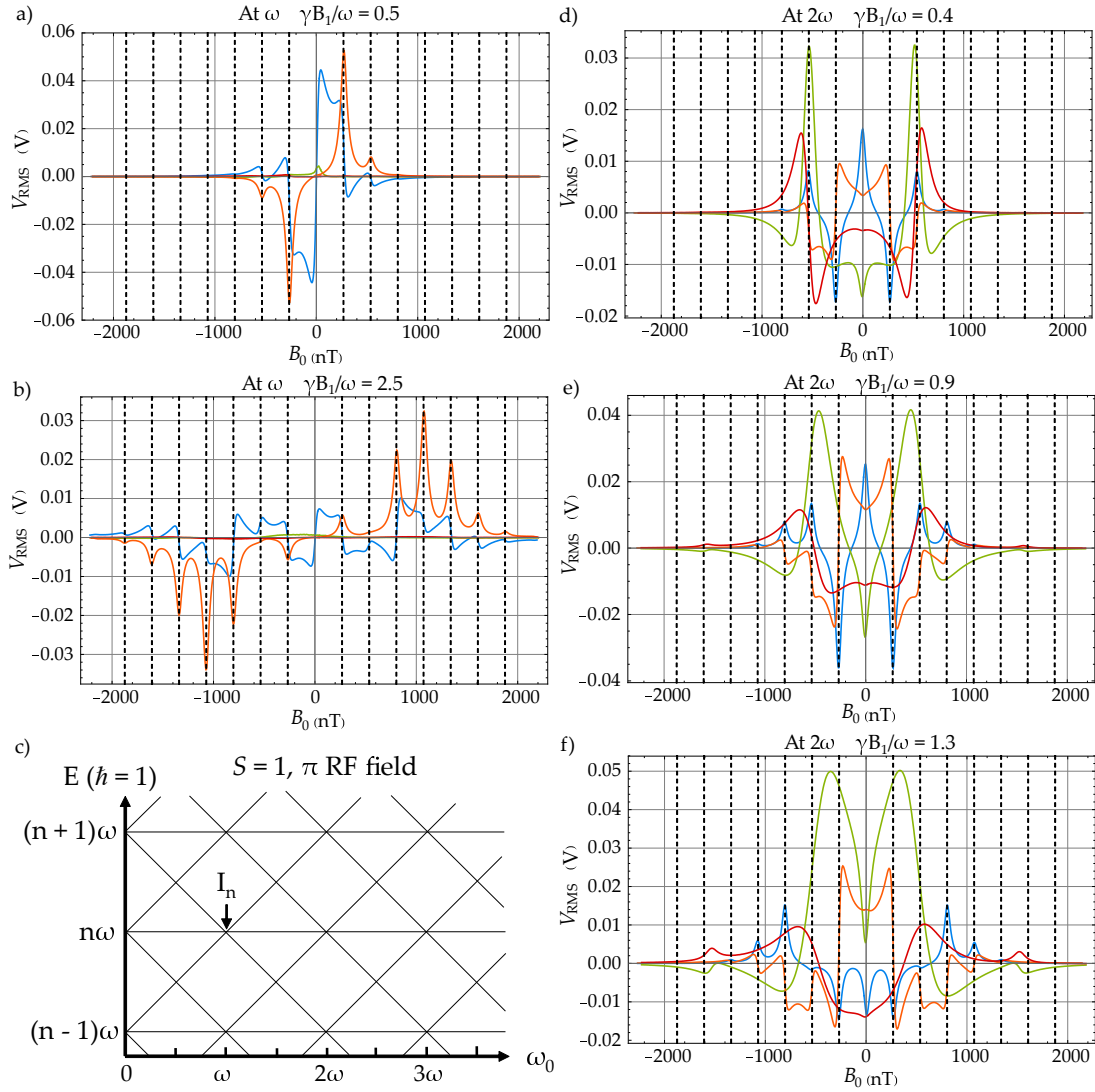 a)
At ω γB₁/ω = 0.5
0.06
0.04
0.02
0.00
−0.02
−0.04
−0.06
V_RMS (V)
−2000 −1000 0 1000 2000
B₀ (nT)
b)
At ω γB₁/ω = 2.5
0.03
0.02
0.01
0.00
−0.01
−0.02
−0.03
V_RMS (V)
−2000 −1000 0 1000 2000
B₀ (nT)
c)
E (ℏ = 1)
S = 1, π RF field
(n + 1)ω
I_n
nω
(n - 1)ω
0 ω 2ω 3ω ω₀
d)
At 2ω γB₁/ω = 0.4
0.03
0.02
0.01
0.00
−0.01
−0.02
V_RMS (V)
−2000 −1000 0 1000 2000
B₀ (nT)
e)
At 2ω γB₁/ω = 0.9
0.04
0.02
0.00
−0.02
−0.04
V_RMS (V)
−2000 −1000 0 1000 2000
B₀ (nT)
f)
At 2ω γB₁/ω = 1.3
0.05
0.04
0.03
0.02
0.01
0.00
−0.01
−0.02
V_RMS (V)
−2000 −1000 0 1000 2000
B₀ (nT)